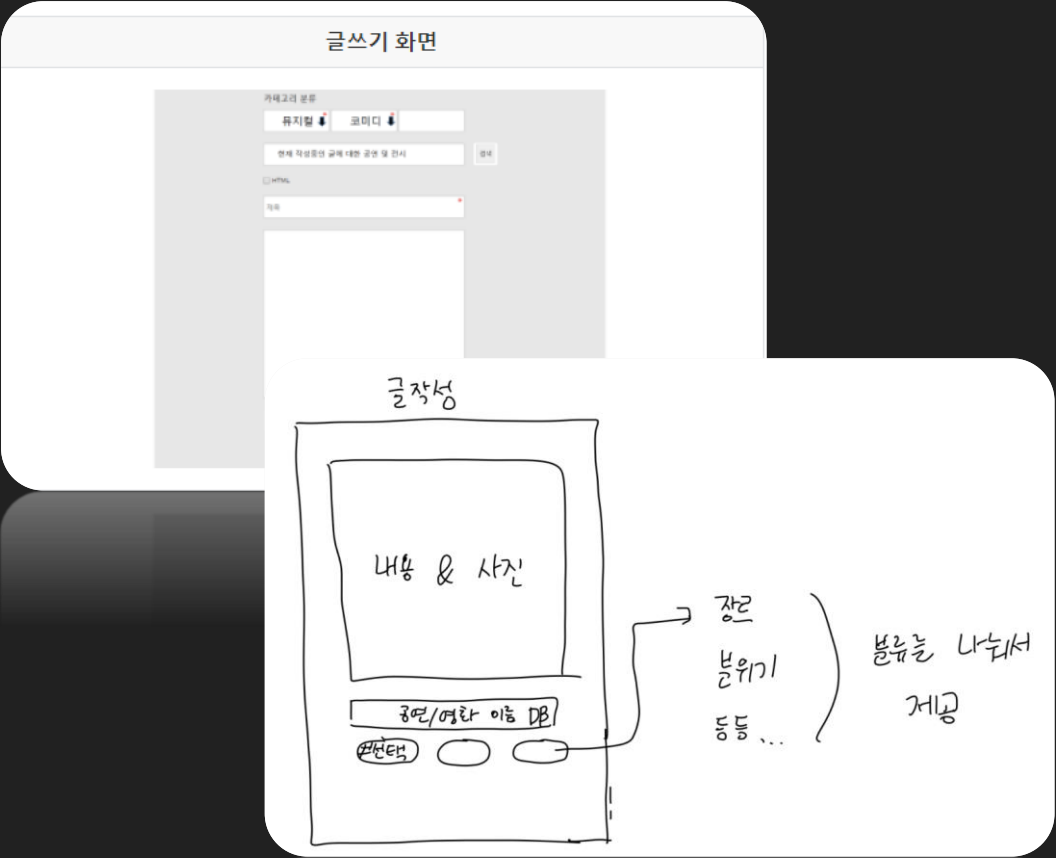 글쓰기 화면
카테고리 분류
뮤지컬 코미디
현재 작성중인 글에 대한 공연 및 전시
HTML
제목
글작성
내용 & 사진
공연/영화 이름 DB
#선택
장르
분위기
등등...
분류를 나눠서
제공